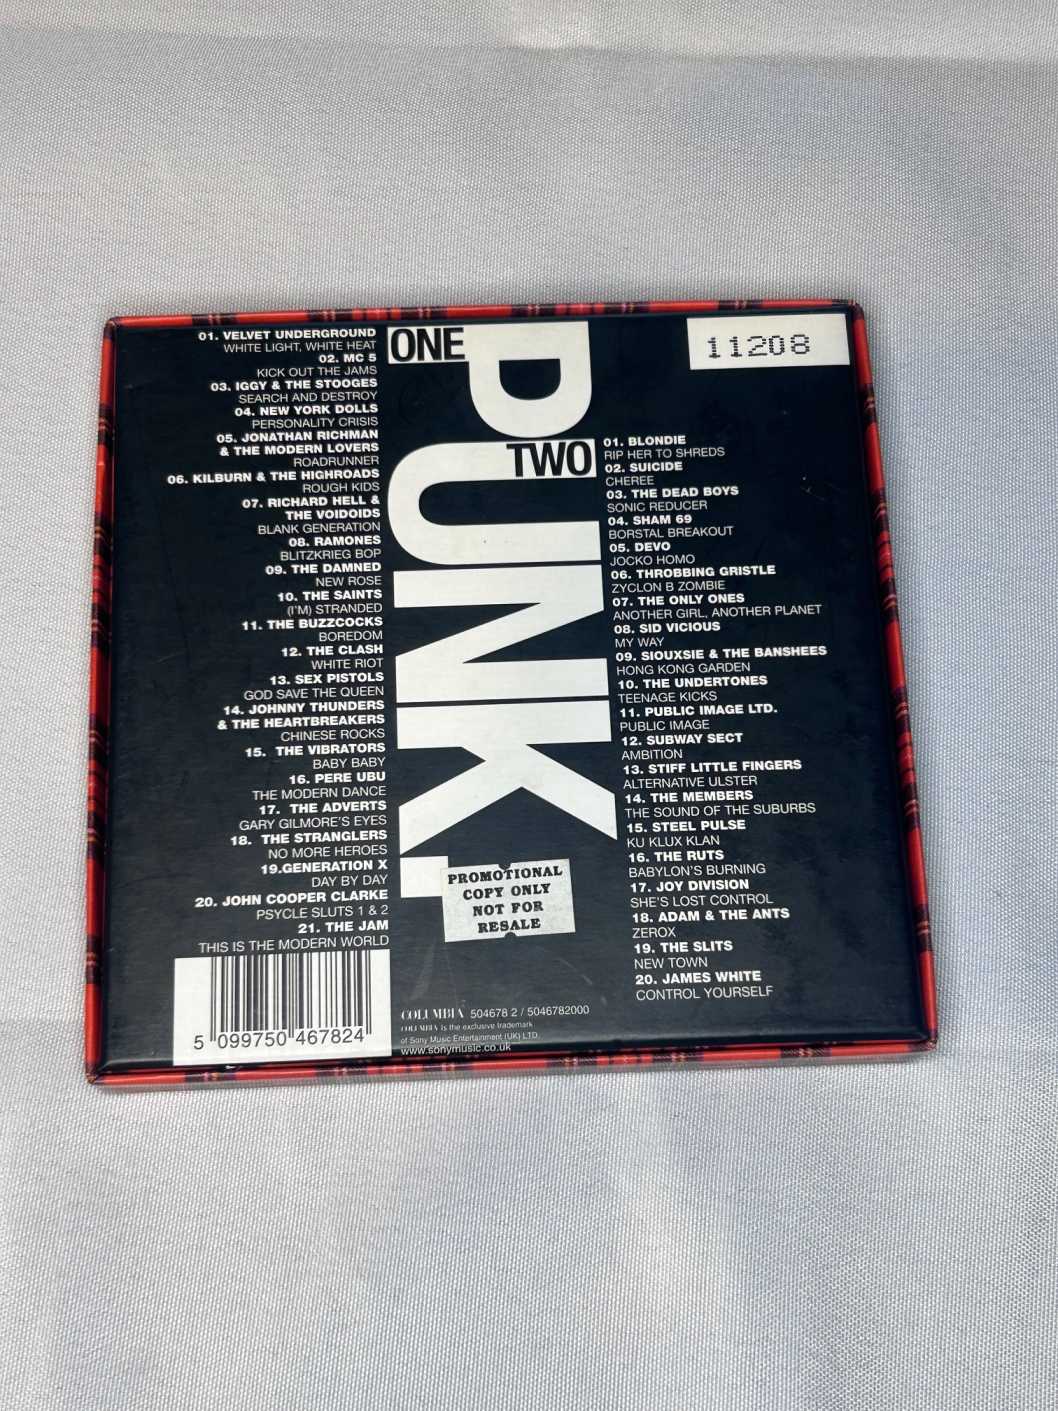 ONE
01. VELVET UNDERGROUND
WHITE LIGHT, WHITE HEAT
02. MC 5
KICK OUT THE JAMS
03. IGGY & THE STOOGES
SEARCH AND DESTROY
04. NEW YORK DOLLS
PERSONALITY CRISIS
05. JONATHAN RICHMAN
& THE MODERN LOVERS
ROADRUNNER
06. KILBURN & THE HIGHROADS
ROUGH KIDS
07. RICHARD HELL &
THE VOIDOIDS
BLANK GENERATION
08. RAMONES
BLITZKRIEG BOP
09. THE DAMNED
NEW ROSE
10. THE SAINTS
(I'M) STRANDED
11. THE BUZZCOCKS
BOREDOM
12. THE CLASH
WHITE RIOT
13. SEX PISTOLS
GOD SAVE THE QUEEN
14. JOHNNY THUNDERS
& THE HEARTBREAKERS
CHINESE ROCKS
15. THE VIBRATORS
BABY BABY
16. PERE UBU
THE MODERN DANCE
17. THE ADVERTS
GARY GILMORE'S EYES
18. THE STRANGLERS
NO MORE HEROES
19.GENERATION X
DAY BY DAY
20. JOHN COOPER CLARKE
PSYCLE SLUTS 1 & 2
21. THE JAM
THIS IS THE MODERN WORLD
5 099750 467824
PUNK.
11208
TWO
01. BLONDIE
RIP HER TO SHREDS
02. SUICIDE
CHEREE
03. THE DEAD BOYS
SONIC REDUCER
04. SHAM 69
BORSTAL BREAKOUT
05. DEVO
JOCKO HOMO
06. THROBBING GRISTLE
ZYCLON B ZOMBIE
07. THE ONLY ONES
ANOTHER GIRL, ANOTHER PLANET
08. SID VICIOUS
MY WAY
09. SIOUXSIE & THE BANSHEES
HONG KONG GARDEN
10. THE UNDERTONES
TEENAGE KICKS
11. PUBLIC IMAGE LTD.
PUBLIC IMAGE
12. SUBWAY SECT
AMBITION
13. STIFF LITTLE FINGERS
ALTERNATIVE ULSTER
14. THE MEMBERS
THE SOUND OF THE SUBURBS
15. STEEL PULSE
KU KLUX KLAN
16. THE RUTS
BABYLON'S BURNING
17. JOY DIVISION
SHE'S LOST CONTROL
18. ADAM & THE ANTS
ZEROX
19. THE SLITS
NEW TOWN
20. JAMES WHITE
CONTROL YOURSELF
PROMOTIONAL
COPY ONLY
NOT FOR
RESALE
COLUMBIA 504678 2 / 5046782000
COLUMBIA is the exclusive trademark
of Sony Music Entertainment (UK) LTD.
www.sonymusic.co.uk